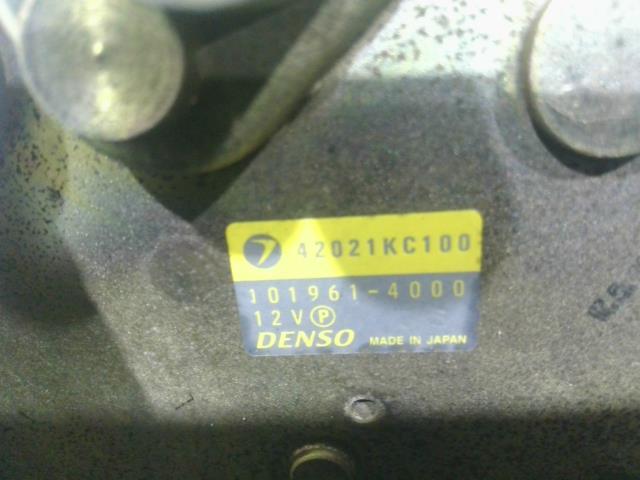 42021KC100
101961-4000
12V Ⓟ
DENSO MADE IN JAPAN